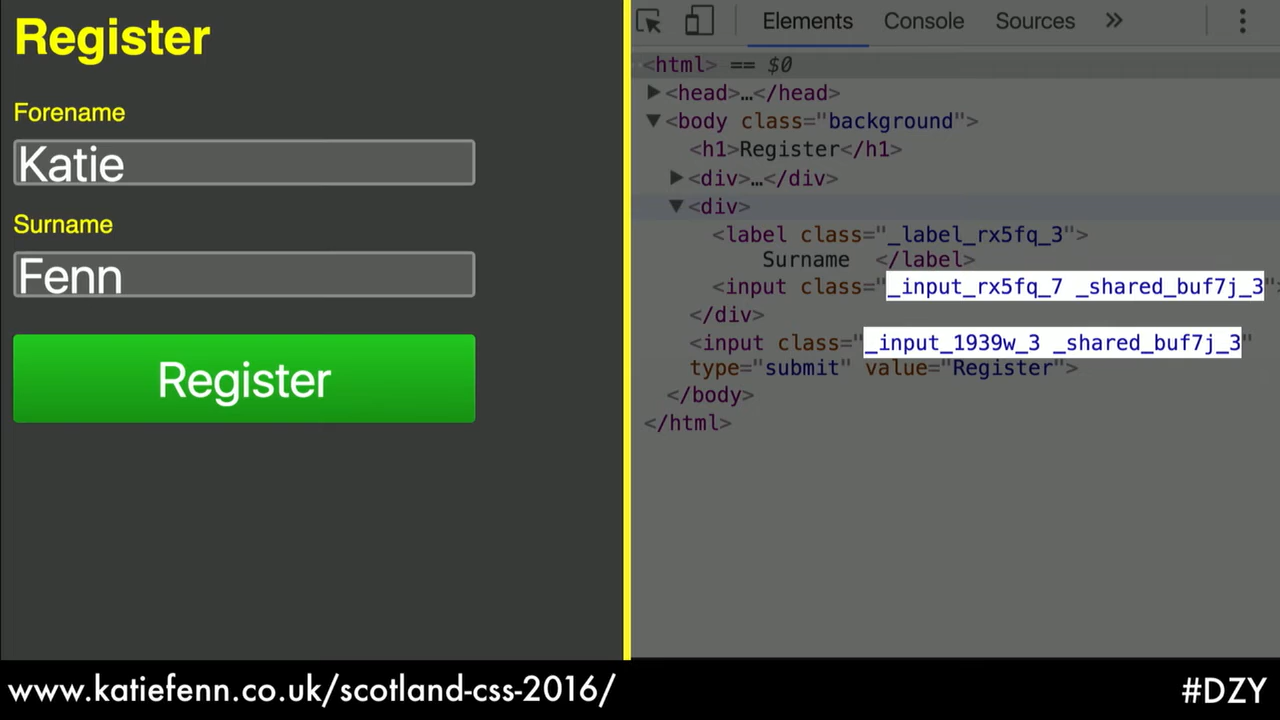 Register
Forename
Katie
Surname
Fenn
Register
Elements Console Sources »
<html> == $0
▶<head>…</head>
▼<body class="background">
<h1>Register</h1>
▶<div>…</div>
▼<div>
<label class="_label_rx5fq_3">
Surname </label>
<input class="_input_rx5fq_7 _shared_buf7j_3">
</div>
<input class="_input_1939w_3 _shared_buf7j_3"
type="submit" value="Register">
</body>
</html>
www.katiefenn.co.uk/scotland-css-2016/
#DZY